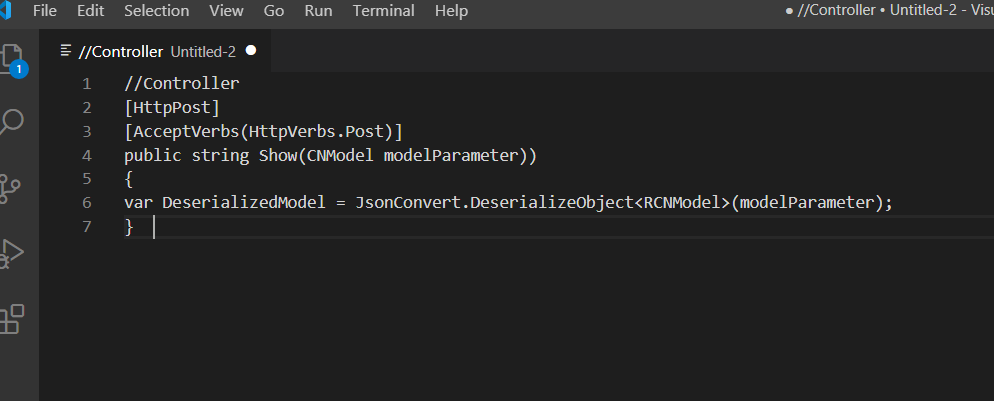 File Edit Selection View Go Run Terminal Help ● //Controller • Untitled-2 -
//Controller Untitled-2 ●
1
1 //Controller
2 [HttpPost]
3 [AcceptVerbs(HttpVerbs.Post)]
4 public string Show(CNModel modelParameter))
5 {
6 var DeserializedModel = JsonConvert.DeserializeObject<RCNModel>(modelParameter);
7 }